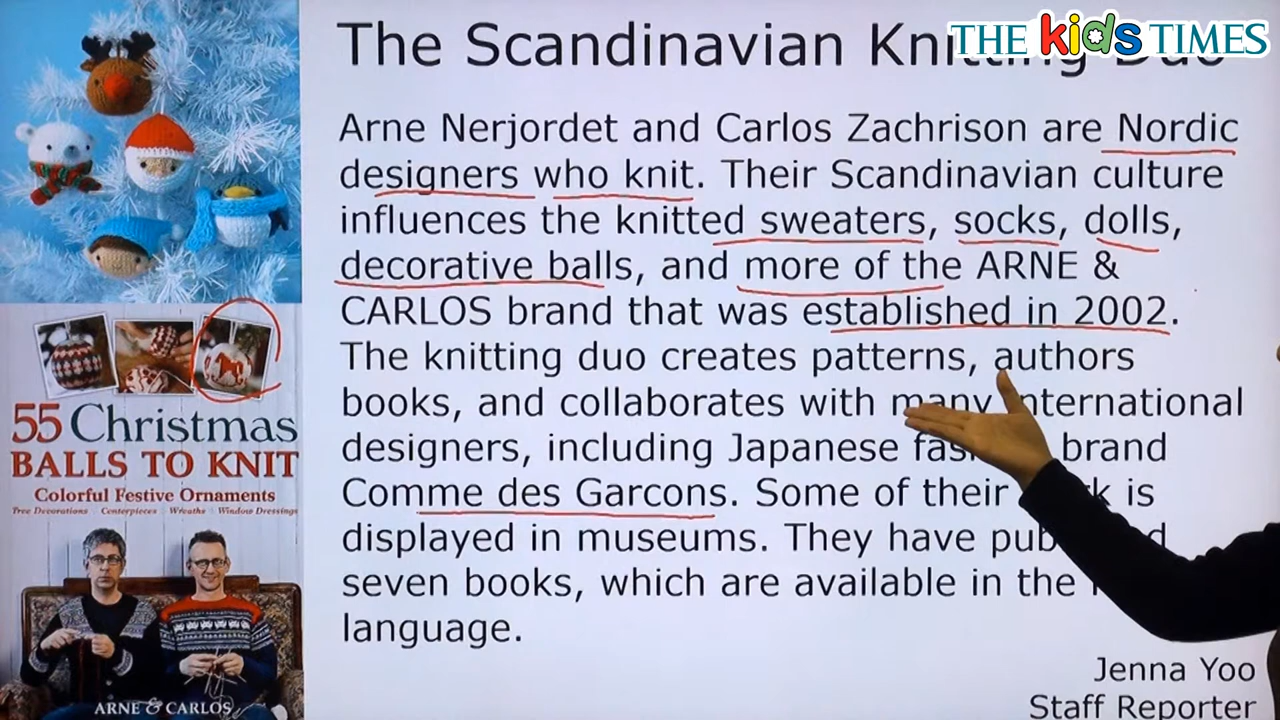 The Scandinavian Knitting Duo
THE kids TIMES
Arne Nerjordet and Carlos Zachrison are Nordic
designers who knit. Their Scandinavian culture
influences the knitted sweaters, socks, dolls,
decorative balls, and more of the ARNE &
CARLOS brand that was established in 2002.
The knitting duo creates patterns, authors
books, and collaborates with many international
designers, including Japanese brand
Comme des Garcons. Some of their is
displayed in museums. They have
seven books, which are available in the
language.
Jenna Yoo
Staff Reporter
55 Christmas
BALLS TO KNIT
Colorful Festive Ornaments
Tree Decorations Centerpieces Wreaths Window Dressings
ARNE & CARLOS